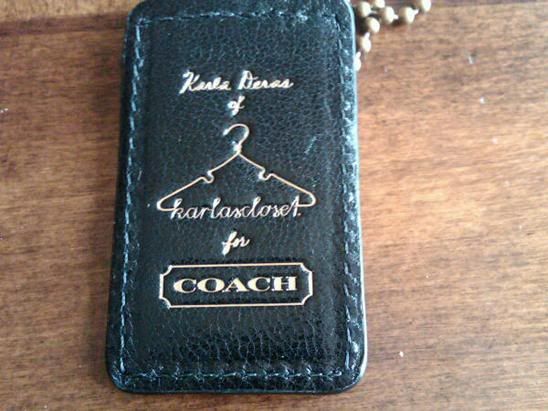 Karla Deras
of
karlascloset
for
COACH